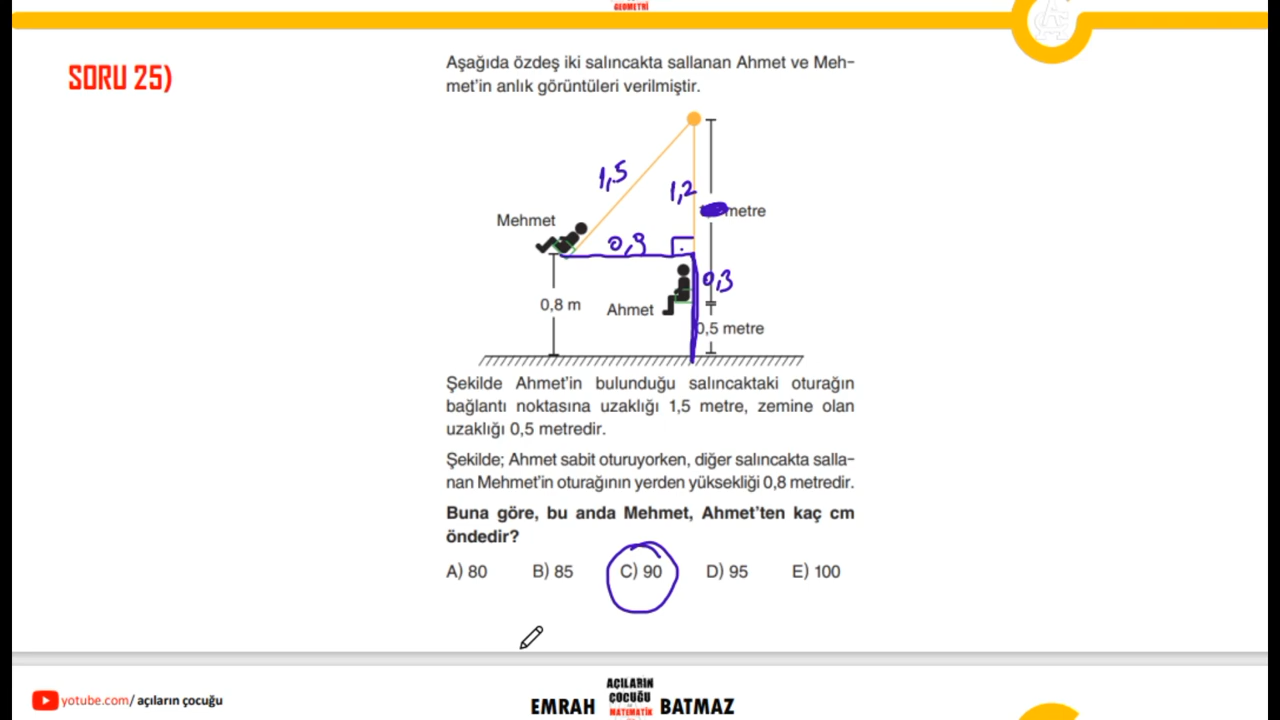 GEOMETRİ
SORU 25)
Aşağıda özdeş iki salıncakta sallanan Ahmet ve Meh-
met'in anlık görüntüleri verilmiştir.
1,5
1,2
metre
Mehmet
0,9
0,3
0,8 m
Ahmet
0,5 metre
Şekilde Ahmet'in bulunduğu salıncaktaki oturağın
bağlantı noktasına uzaklığı 1,5 metre, zemine olan
uzaklığı 0,5 metredir.
Şekilde; Ahmet sabit oturuyorken, diğer salıncakta salla-
nan Mehmet'in oturağının yerden yüksekliği 0,8 metredir.
Buna göre, bu anda Mehmet, Ahmet'ten kaç cm
öndedir?
A) 80 B) 85 C) 90 D) 95 E) 100
yotube.com/ açıların çocuğu
EMRAH
AÇILARIN
ÇOCUĞU
MATEMATİK
BATMAZ